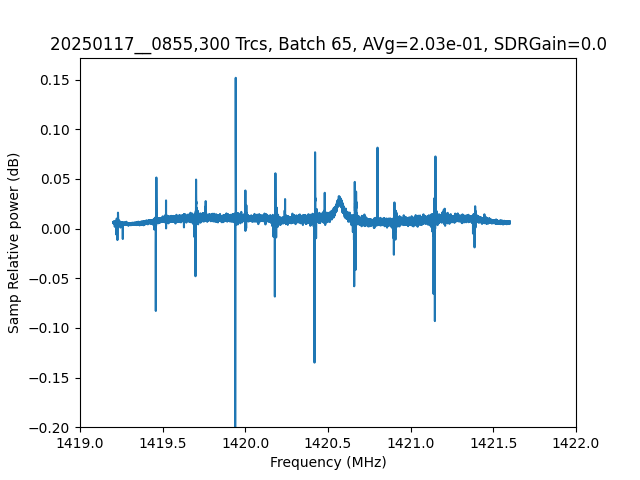 20250117__0855,300 Trcs, Batch 65, AVg=2.03e-01, SDRGain=0.0
Samp Relative power (dB)
0.15
0.10
0.05
0.00
−0.05
−0.10
−0.15
−0.20
1419.0 1419.5 1420.0 1420.5 1421.0 1421.5 1422.0
Frequency (MHz)